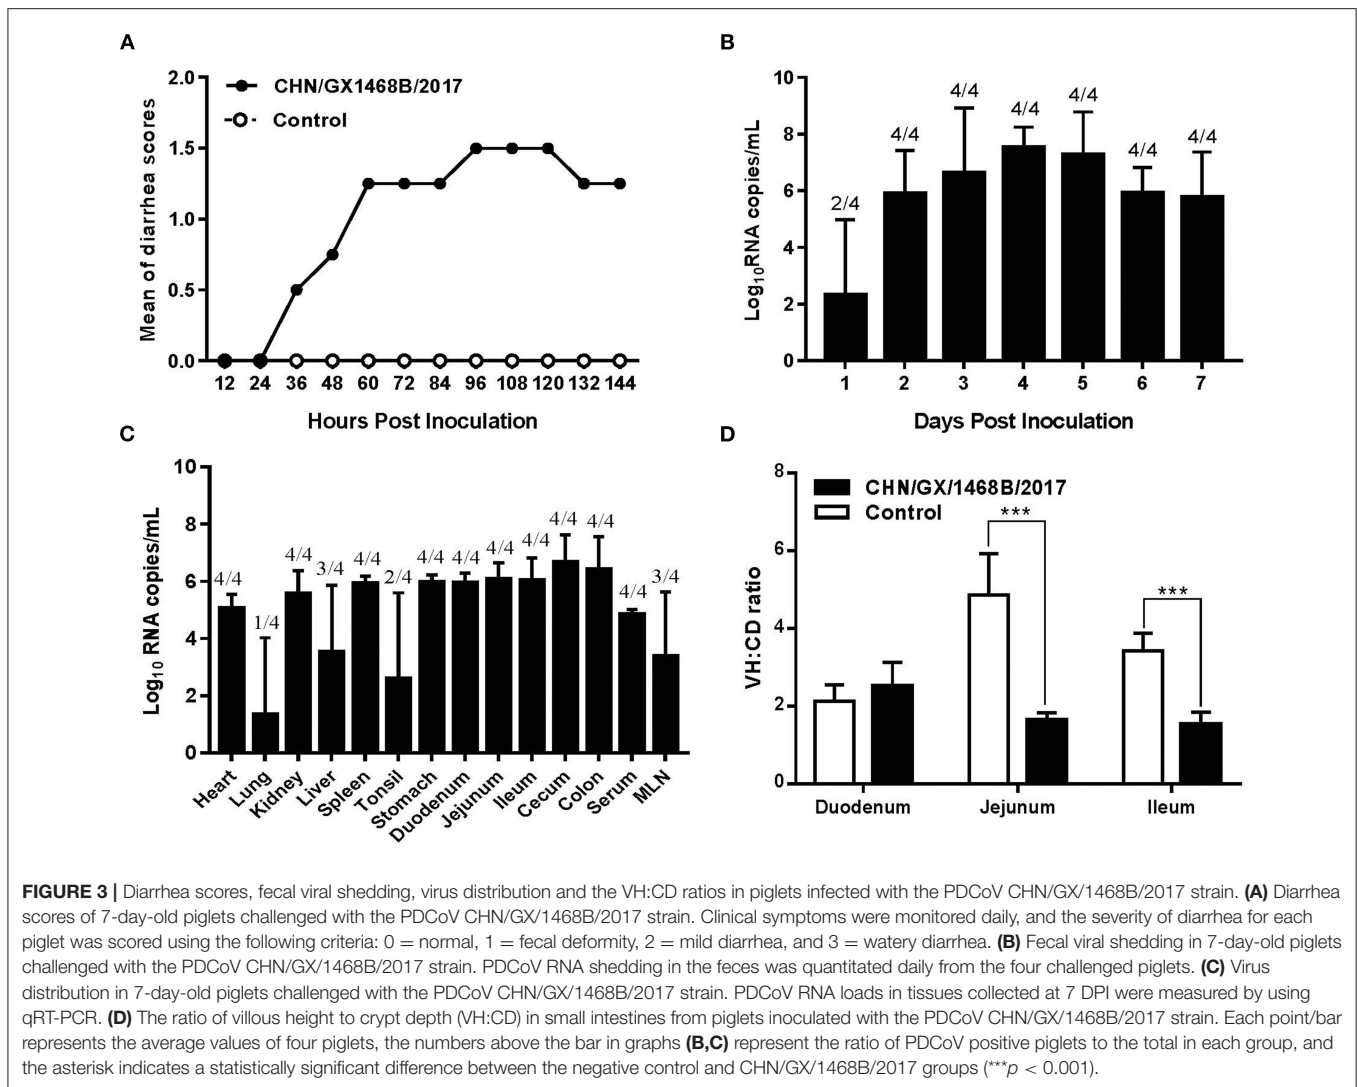 A
2.0
1.5
1.0
0.5
0.0
Mean of diarrhea scores
CHN/GX1468B/2017
Control
12 24 36 48 60 72 84 96 108 120 132 144
Hours Post Inoculation
B
10
8
6
4
2
0
Log10RNA copies/mL
2/4 4/4 4/4 4/4 4/4 4/4 4/4
1 2 3 4 5 6 7
Days Post Inoculation
C
10
8
6
4
2
0
Log10 RNA copies/mL
4/4 1/4 4/4 3/4 4/4 2/4 4/4 4/4 4/4 4/4 4/4 4/4 4/4 3/4
Heart Lung Kidney Liver Spleen Tonsil Stomach Duodenum Jejunum Ileum Cecum Colon Serum MLN
D
8
6
4
2
0
VH:CD ratio
CHN/GX/1468B/2017
Control
*** ***
Duodenum Jejunum Ileum
FIGURE 3 | Diarrhea scores, fecal viral shedding, virus distribution and the VH:CD ratios in piglets infected with the PDCoV CHN/GX/1468B/2017 strain. (A) Diarrhea
scores of 7-day-old piglets challenged with the PDCoV CHN/GX/1468B/2017 strain. Clinical symptoms were monitored daily, and the severity of diarrhea for each
piglet was scored using the following criteria: 0 = normal, 1 = fecal deformity, 2 = mild diarrhea, and 3 = watery diarrhea. (B) Fecal viral shedding in 7-day-old piglets
challenged with the PDCoV CHN/GX/1468B/2017 strain. PDCoV RNA shedding in the feces was quantitated daily from the four challenged piglets. (C) Virus
distribution in 7-day-old piglets challenged with the PDCoV CHN/GX/1468B/2017 strain. PDCoV RNA loads in tissues collected at 7 DPI were measured by using
qRT-PCR. (D) The ratio of villous height to crypt depth (VH:CD) in small intestines from piglets inoculated with the PDCoV CHN/GX/1468B/2017 strain. Each point/bar
represents the average values of four piglets, the numbers above the bar in graphs (B,C) represent the ratio of PDCoV positive piglets to the total in each group, and
the asterisk indicates a statistically significant difference between the negative control and CHN/GX/1468B/2017 groups (***p < 0.001).